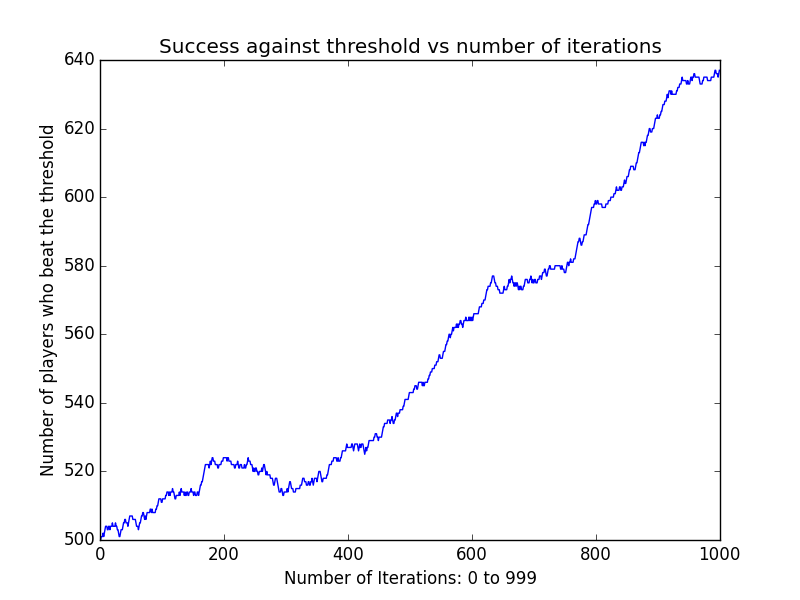 Success against threshold vs number of iterations
640
620
600
580
560
540
520
500
Number of players who beat the threshold
0 200 400 600 800 1000
Number of Iterations: 0 to 999